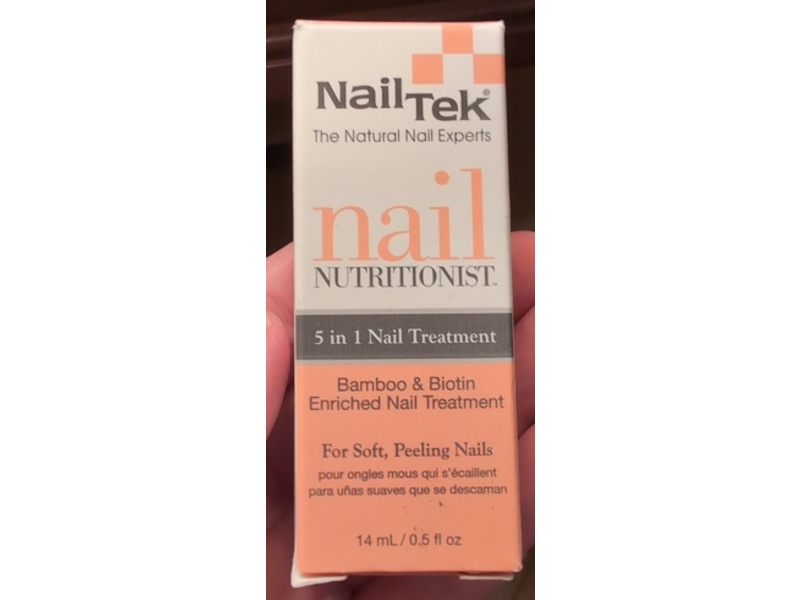 NailTek®
The Natural Nail Experts
nail
NUTRITIONIST™
5 in 1 Nail Treatment
Bamboo & Biotin
Enriched Nail Treatment
For Soft, Peeling Nails
pour ongles mous qui s'écaillent
para uñas suaves que se descaman
14 mL / 0.5 fl oz